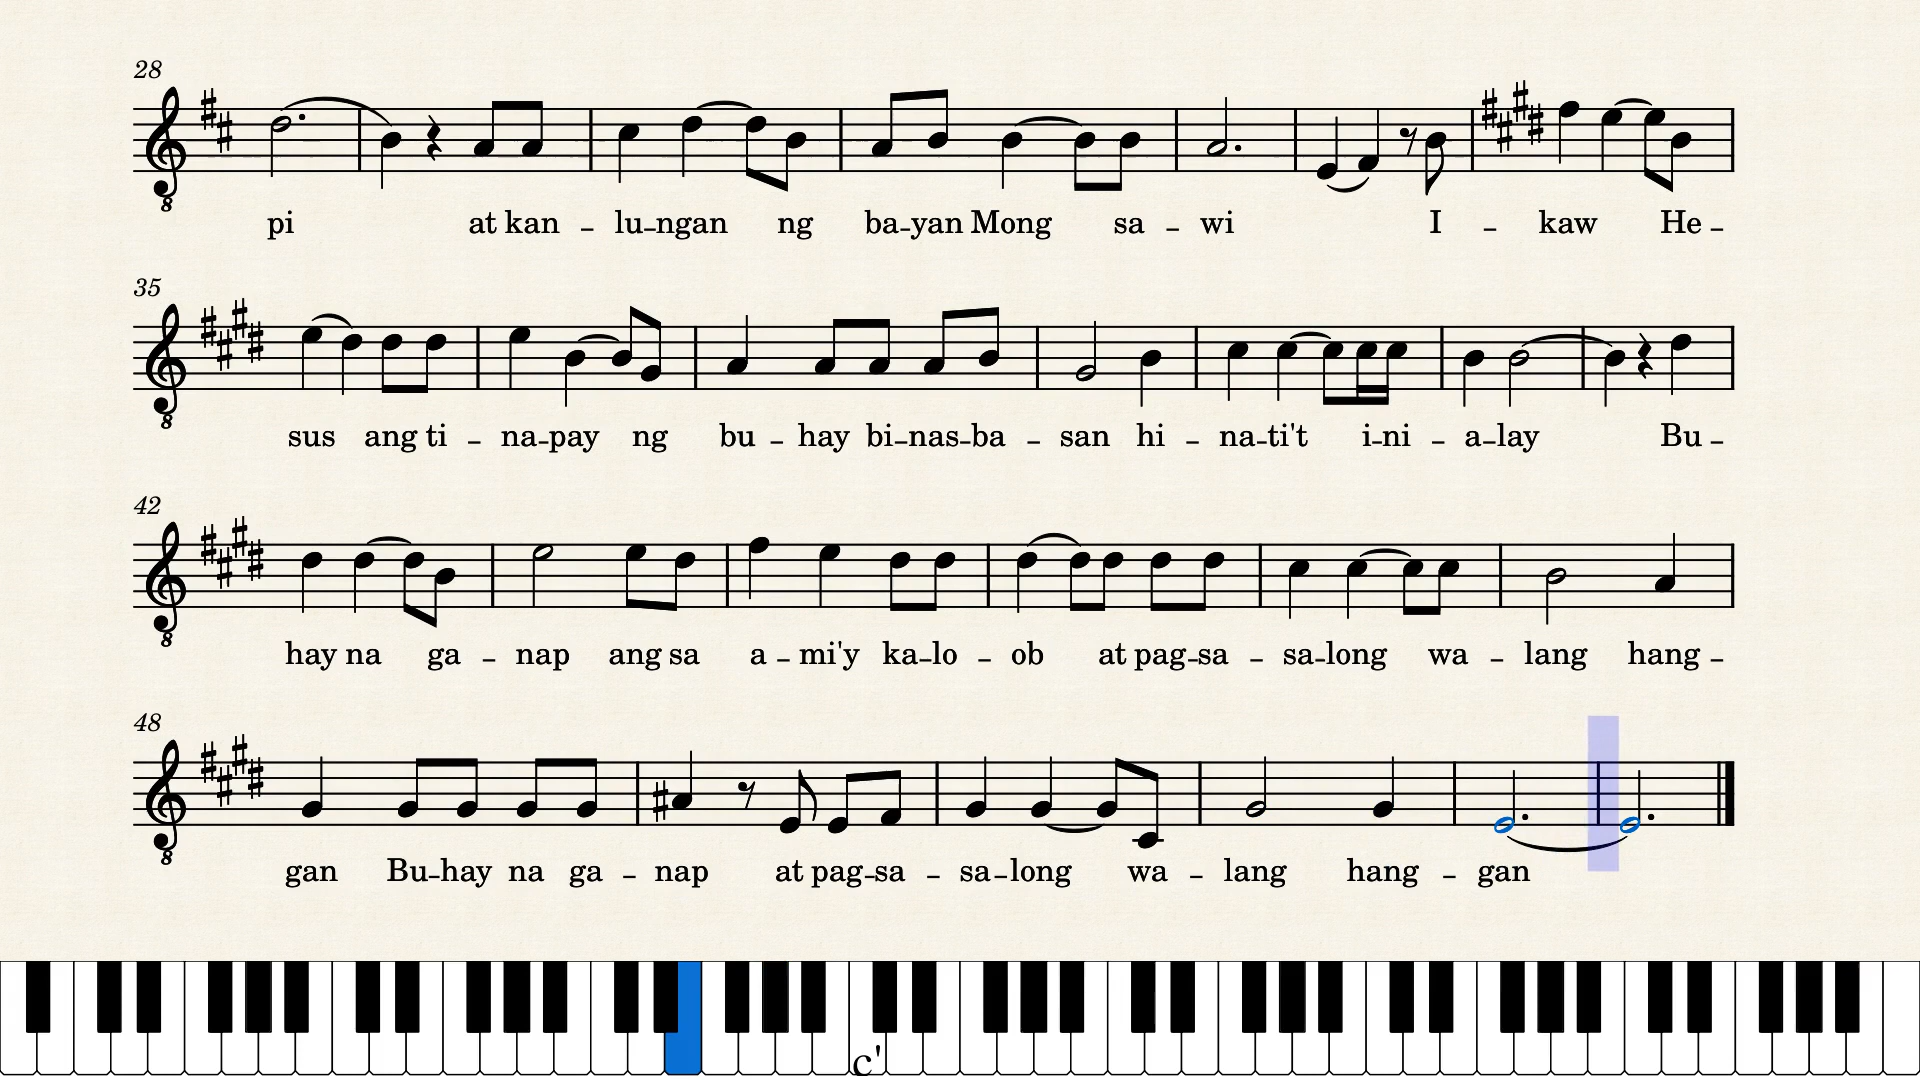 28
pi at kan – lu–ngan ng ba–yan Mong sa – wi I – kaw He –
35
sus ang ti – na–pay ng bu – hay bi–nas–ba – san hi – na–ti't i–ni – a–lay Bu –
42
hay na ga – nap ang sa a – mi'y ka–lo – ob at pag–sa – sa–long wa – lang hang –
48
gan Bu–hay na ga – nap at pag–sa – sa–long wa – lang hang – gan
c'